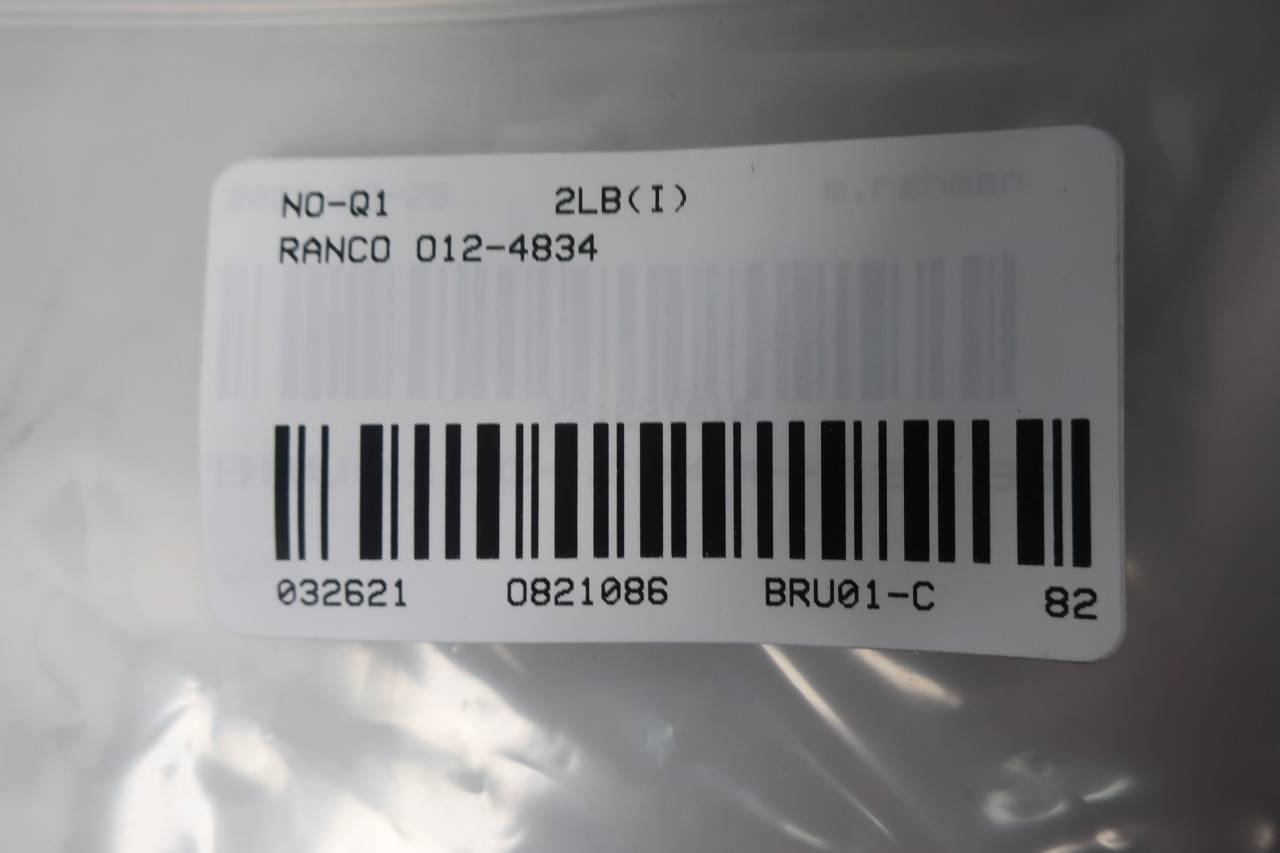 NO-Q1 2LB(I)
RANCO 012-4834
032621 0821086 BRU01-C 82